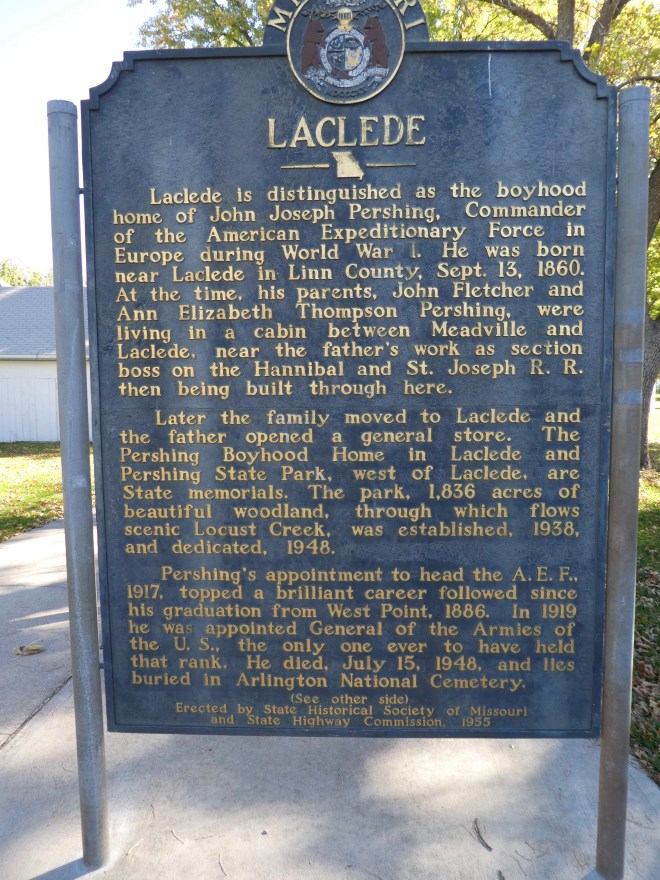 LACLEDE
Laclede is distinguished as the boyhood
home of John Joseph Pershing, Commander
of the American Expeditionary Force in
Europe during World War I. He was born
near Laclede in Linn County, Sept. 13, 1860.
At the time, his parents, John Fletcher and
Ann Elizabeth Thompson Pershing, were
living in a cabin between Meadville and
Laclede, near the father's work as section
boss on the Hannibal and St. Joseph R. R.
then being built through here.
Later the family moved to Laclede and
the father opened a general store. The
Pershing Boyhood Home in Laclede and
Pershing State Park, west of Laclede, are
State memorials. The park, 1,836 acres of
beautiful woodland, through which flows
scenic Locust Creek, was established, 1938,
and dedicated, 1948.
Pershing's appointment to head the A. E. F.,
1917, topped a brilliant career followed since
his graduation from West Point, 1886. In 1919
he was appointed General of the Armies of
the U. S., the only one ever to have held
that rank. He died, July 15, 1948, and lies
buried in Arlington National Cemetery.
(See other side)
Erected by State Historical Society of Missouri
and State Highway Commission, 1955